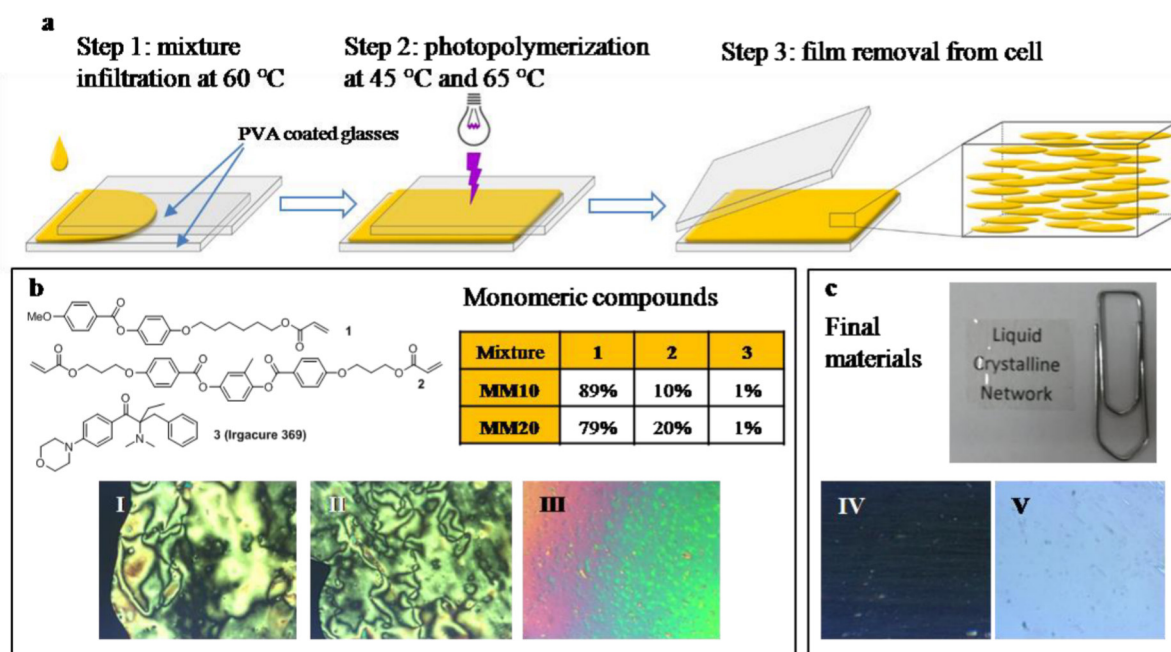 a
Step 1: mixture
infiltration at 60 °C
Step 2: photopolymerization
at 45 °C and 65 °C
Step 3: film removal from cell
PVA coated glasses
b
MeO
O
O
O
O
O
1
O
O
O
O
O
O
O
O
O
O
2
O
N
N
O
3 (Irgacure 369)
Monomeric compounds
Mixture 1 2 3
MM10 89% 10% 1%
MM20 79% 20% 1%
I
II
III
c
Final
materials
Liquid
Crystalline
Network
IV
V